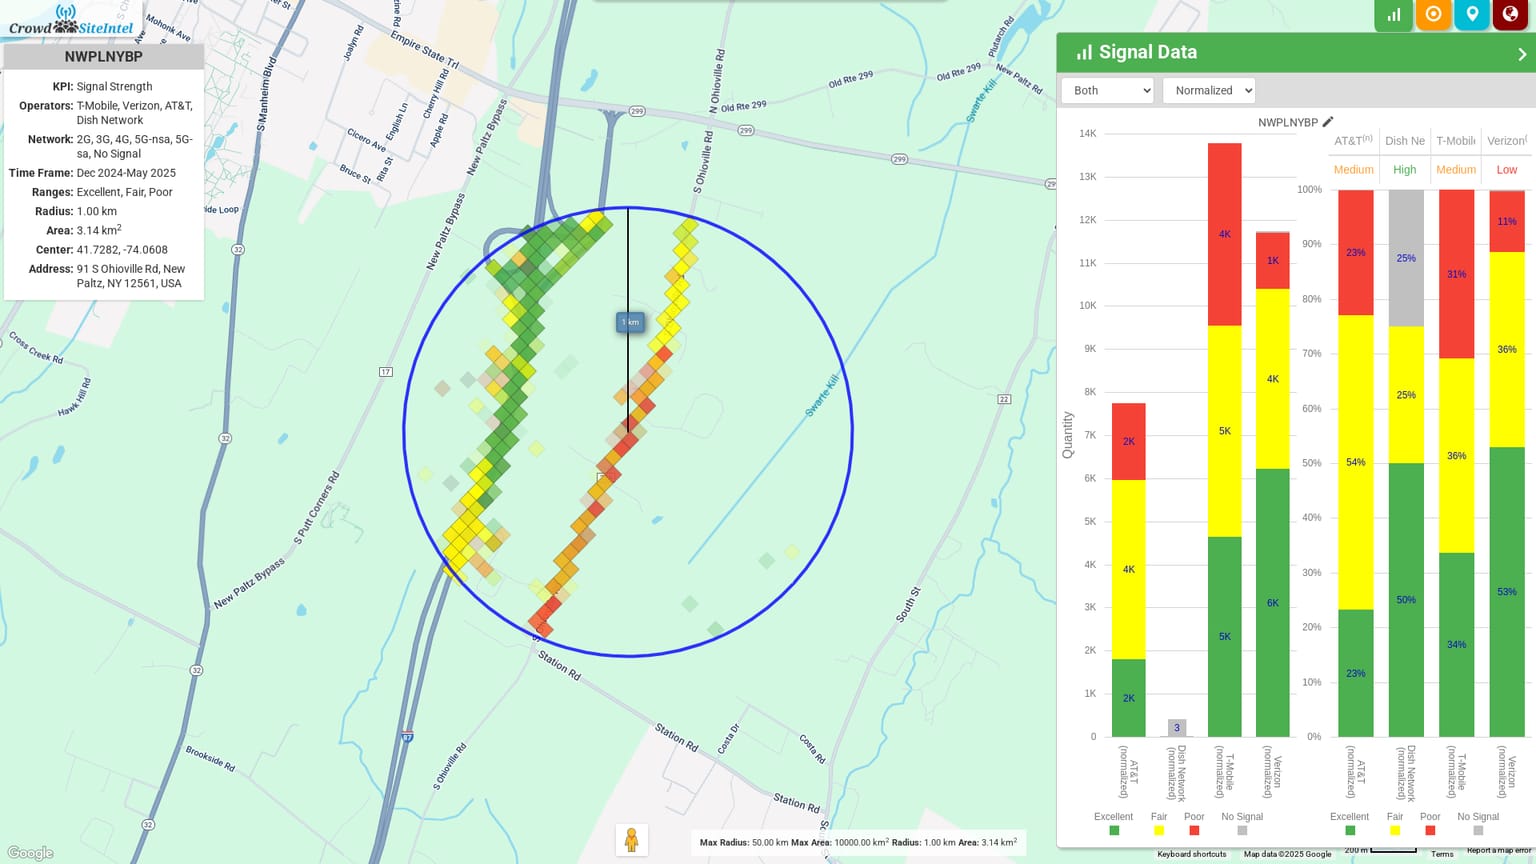 Crowd SiteIntel
NWPLNYBP
KPI: Signal Strength
Operators: T-Mobile, Verizon, AT&T,
Dish Network
Network: 2G, 3G, 4G, 5G-nsa, 5G-
sa, No Signal
Time Frame: Dec 2024-May 2025
Ranges: Excellent, Fair, Poor
Radius: 1.00 km
Area: 3.14 km²
Center: 41.7282, -74.0608
Address: 91 S Ohioville Rd, New
Paltz, NY 12561, USA
Mohonk Ave
Joalyn Rd
Empire State Trl
S Manheim Blvd
Cherry Hill Rd
English Ln
Apple Rd
Cicero Ave
Rita St
Bruce St
New Paltz Bypass
New Paltz Bypass
N Ohioville Rd
S Ohioville Rd
Old Rte 299
Old Rte 299
Old Rte 299
Plutarch Rd
New Paltz Rd
Swarte Kill
299
299
299
32
17
32
22
32
32
87
Cross Creek Rd
Hawk Hill Rd
S Putt Corners Rd
New Paltz Bypass
Swarte Kill
South St
1 km
Station Rd
Station Rd
Station Rd
Costa Dr
Costa Rd
S Ohioville Rd
Brookside Rd
Google
Max Radius: 50.00 km Max Area: 10000.00 km² Radius: 1.00 km Area: 3.14 km²
Signal Data
Both
Normalized
NWPLNYBP
14K
13K
12K
11K
10K
9K
8K
7K
6K
5K
4K
3K
2K
1K
0
Quantity
2K
4K
2K
3
4K
5K
5K
1K
4K
6K
AT&T
(normalized)
Dish Network
(normalized)
T-Mobile
(normalized)
Verizon
(normalized)
Excellent Fair Poor No Signal
AT&T(n) Dish Ne T-Mobile Verizon(
Medium High Medium Low
100%
90%
80%
70%
60%
50%
40%
30%
20%
10%
0%
23%
54%
23%
25%
25%
50%
31%
36%
34%
11%
36%
53%
AT&T
(normalized)
Dish Network
(normalized)
T-Mobile
(normalized)
Verizon
(normalized)
Excellent Fair Poor No Signal
Keyboard shortcuts Map data ©2025 Google 200 m Terms Report a map error